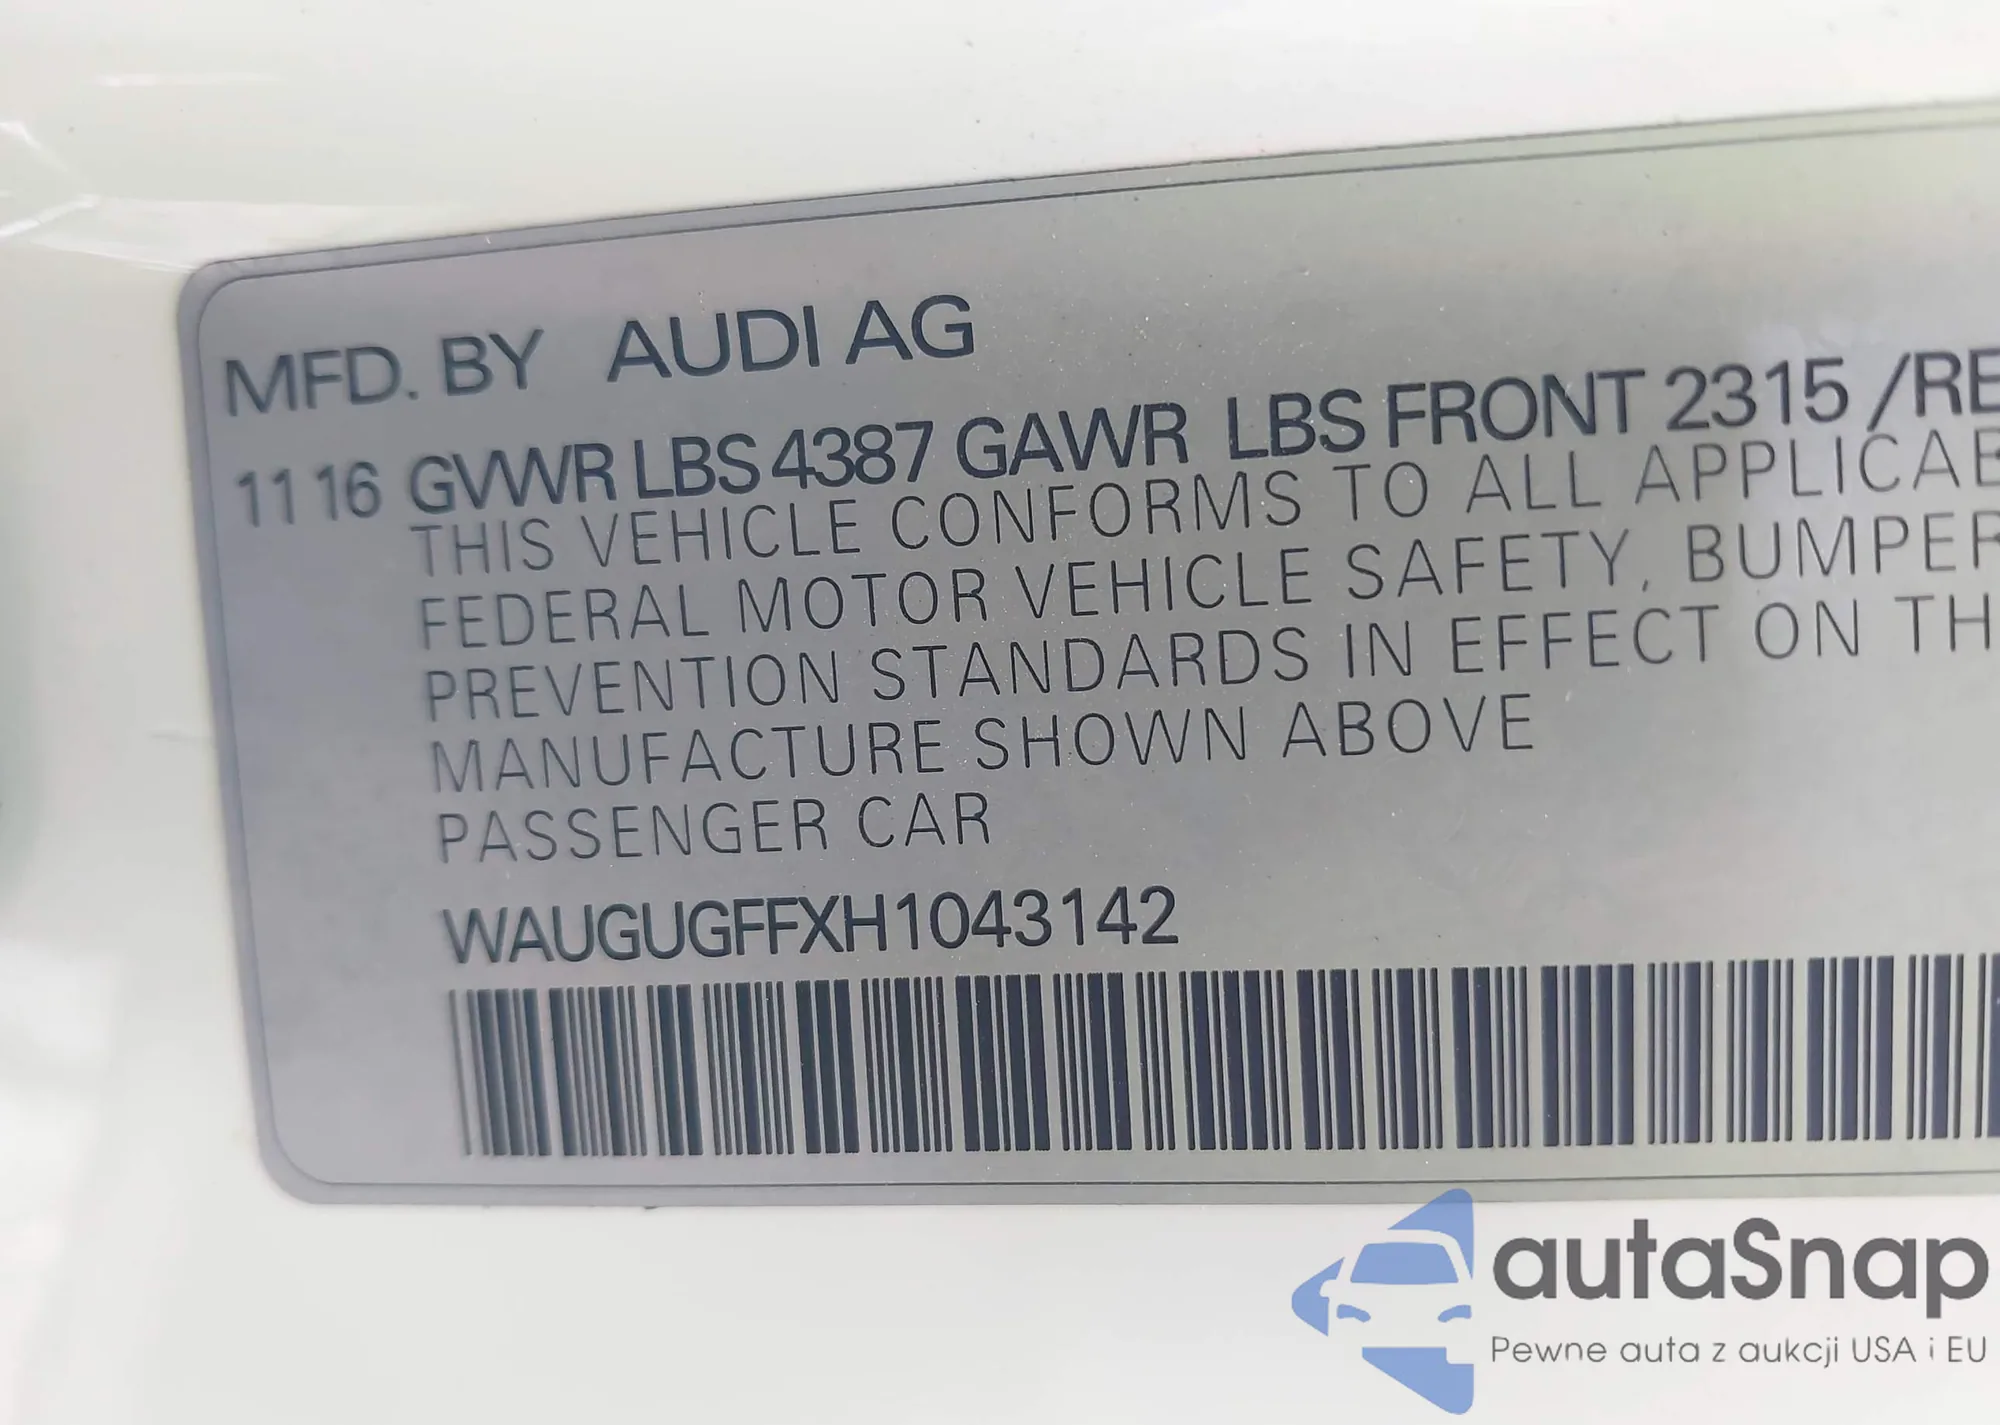 MFD. BY AUDI AG
11 16 GVWR LBS 4387 GAWR LBS FRONT 2315 /RE
THIS VEHICLE CONFORMS TO ALL APPLICAB
FEDERAL MOTOR VEHICLE SAFETY, BUMPER
PREVENTION STANDARDS IN EFFECT ON TH
MANUFACTURE SHOWN ABOVE
PASSENGER CAR
WAUGUGFFXH1043142
autaSnap
Pewne auta z aukcji USA i EU